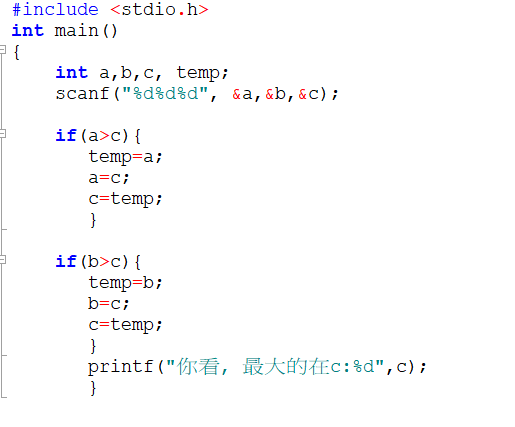 #include <stdio.h>
int main()
{
    int a,b,c, temp;
    scanf("%d%d%d", &a,&b,&c);

    if(a>c){
       temp=a;
       a=c;
       c=temp;
       }

    if(b>c){
       temp=b;
       b=c;
       c=temp;
       }
       printf("你看, 最大的在c:%d",c);
       }